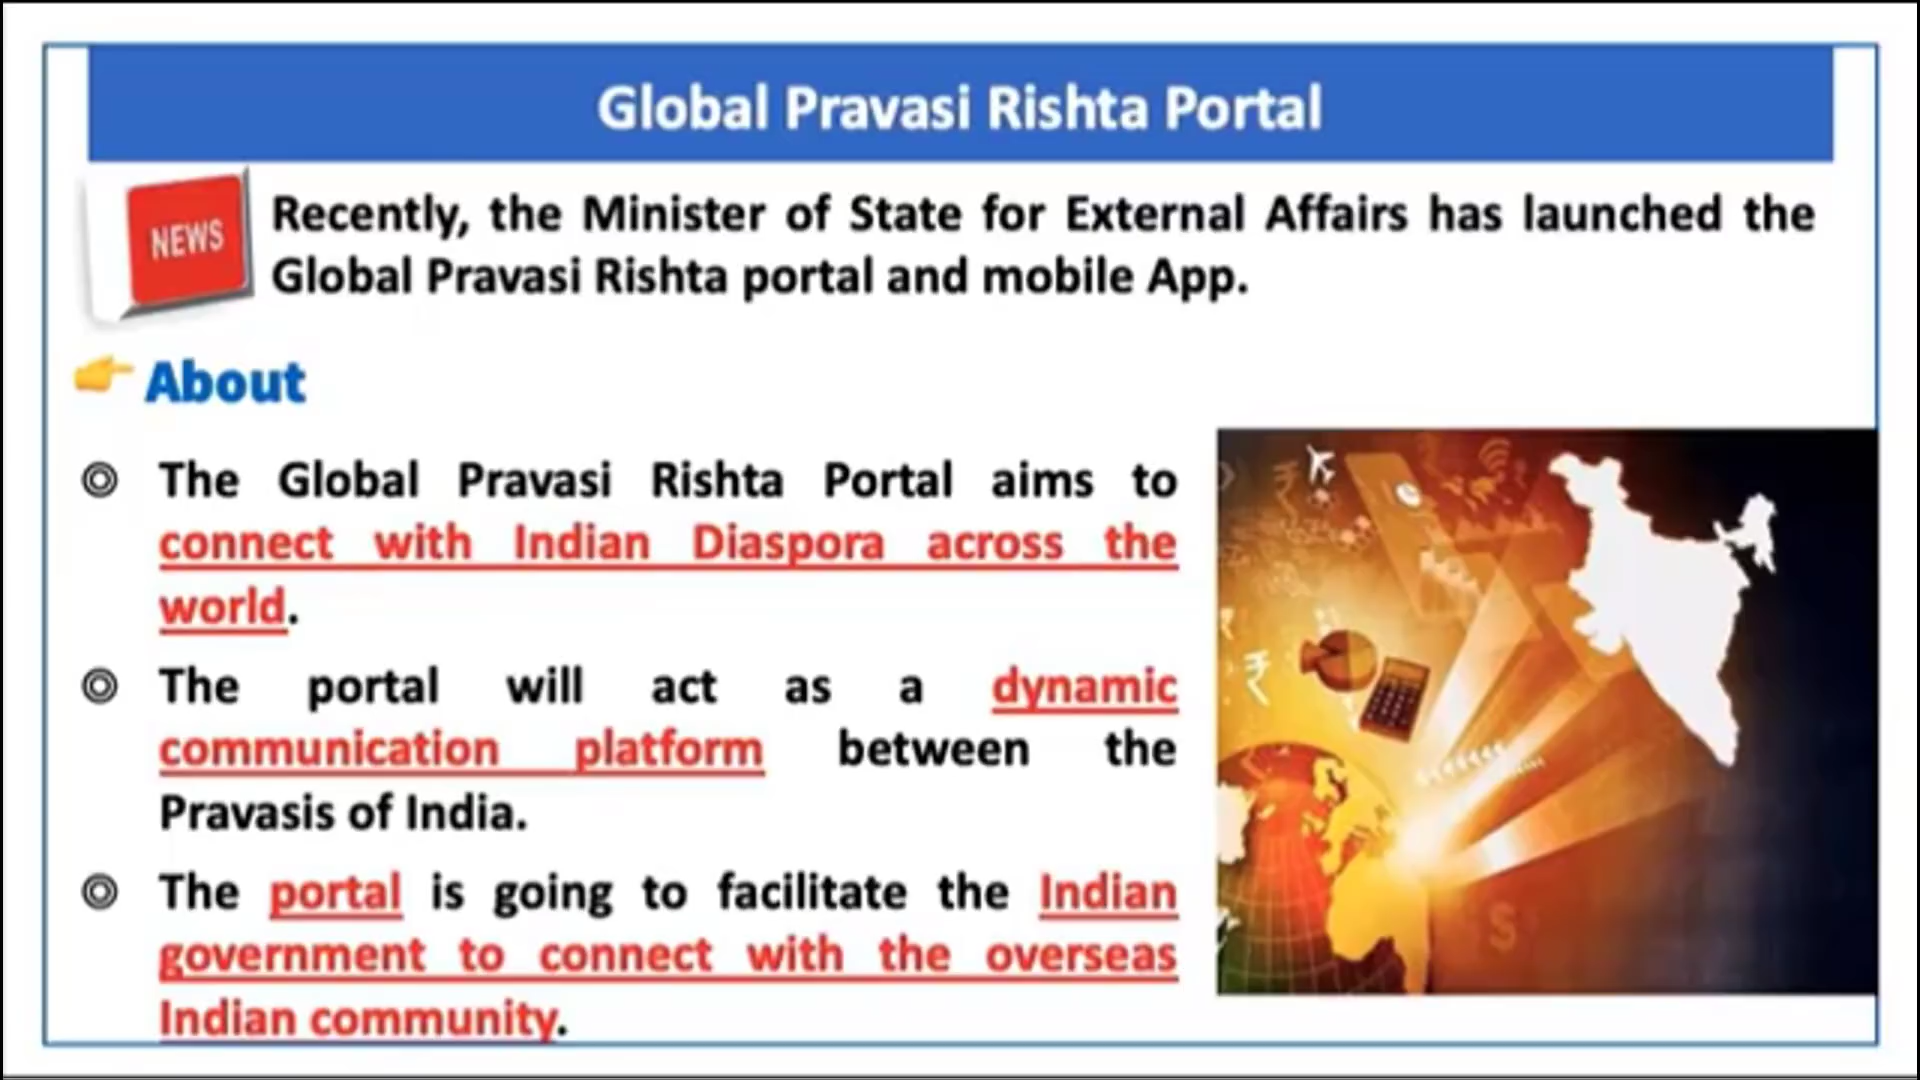 Global Pravasi Rishta Portal
NEWS
Recently, the Minister of State for External Affairs has launched the
Global Pravasi Rishta portal and mobile App.
About
The Global Pravasi Rishta Portal aims to
connect with Indian Diaspora across the
world.
The portal will act as a dynamic
communication platform between the
Pravasis of India.
The portal is going to facilitate the Indian
government to connect with the overseas
Indian community.